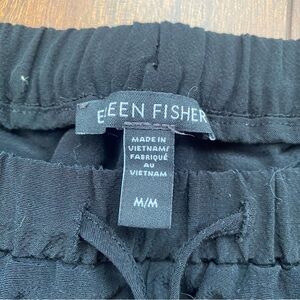 EILEEN FISHER
MADE IN
VIETNAM/
FABRIQUÉ
AU
VIETNAM
M/M